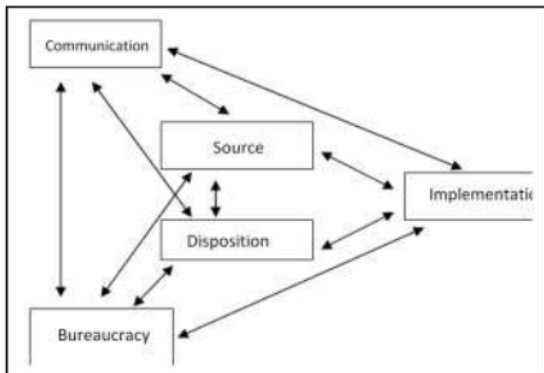 Communication
Source
Implementatio
Disposition
Bureaucracy